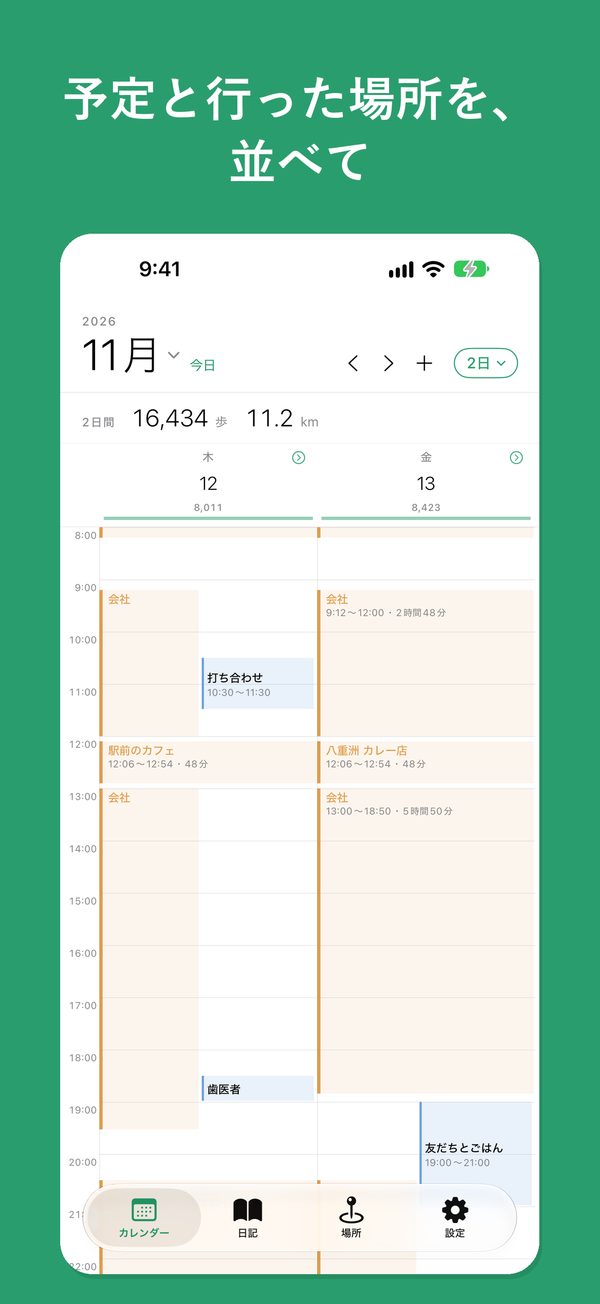 予定と行った場所を、
並べて
9:41
2026
11月 今日
2日
2日間 16,434 歩 11.2 km
木 金
12 13
8,011 8,423
8:00
9:00
会社 会社
9:12～12:00・2時間48分
10:00
打ち合わせ
10:30～11:30
11:00
12:00
駅前のカフェ 八重洲 カレー店
12:06～12:54・48分 12:06～12:54・48分
13:00
会社 会社
13:00～18:50・5時間50分
14:00
15:00
16:00
17:00
18:00
歯医者
19:00
友だちとごはん
19:00～21:00
20:00
21:
カレンダー 日記 場所 設定
22:00